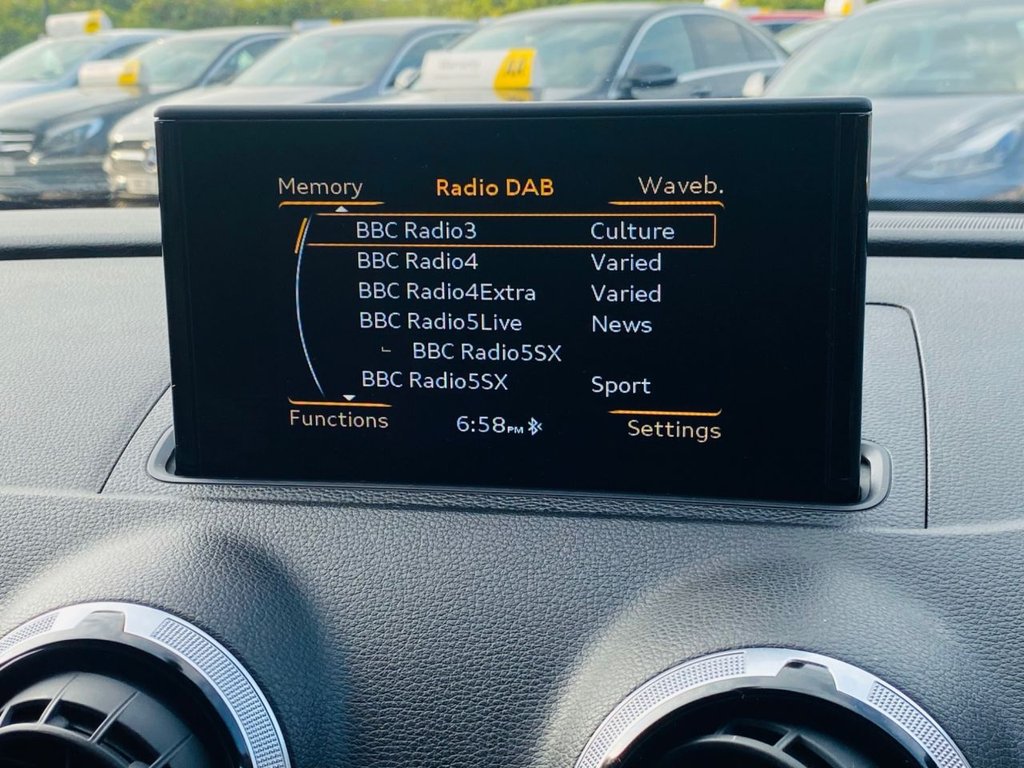 AA
Memory Radio DAB Waveb.
BBC Radio3 Culture
BBC Radio4 Varied
BBC Radio4Extra Varied
BBC Radio5Live News
BBC Radio5SX
BBC Radio5SX Sport
Functions 6:58PM Settings